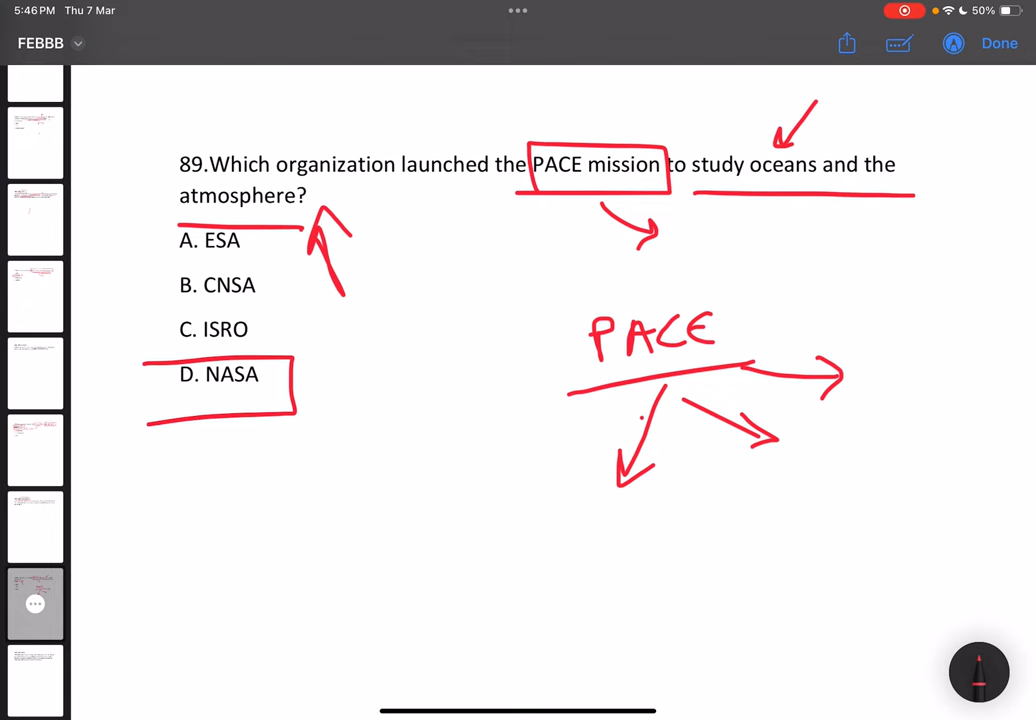 5:46 PM Thu 7 Mar
50%
FEBBB
Done
89.Which organization launched the PACE mission to study oceans and the
atmosphere?
A. ESA
B. CNSA
C. ISRO
D. NASA
PACE